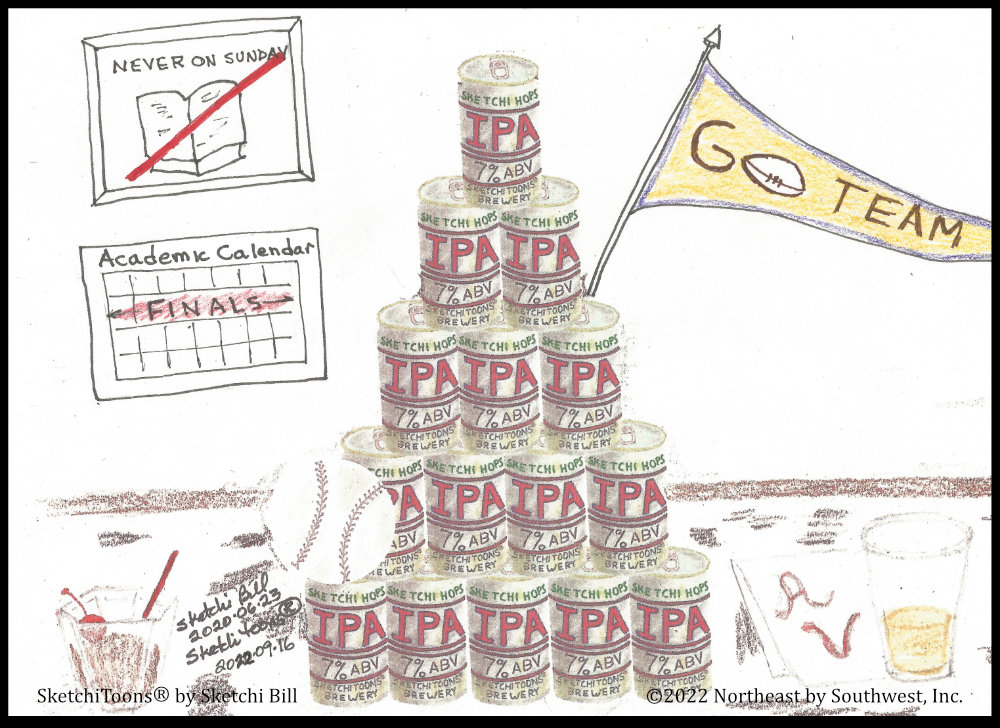 NEVER ON SUNDAY
Academic Calendar
FINALS
GO TEAM
SKETCHI HOPS
IPA
7% ABV
SKETCHITOONS
BREWERY
SKETCHI HOPS SKETCHI HOPS
IPA IPA
7% ABV 7% ABV
SKETCHITOONS SKETCHITOONS
BREWERY BREWERY
SKETCHI HOPS SKETCHI HOPS SKETCHI HOPS
IPA IPA IPA
7% ABV 7% ABV 7% ABV
SKETCHITOONS SKETCHITOONS SKETCHITOONS
BREWERY BREWERY BREWERY
CHI HOPS SKETCHI HOPS SKETCHI HOPS SKETCHI HOPS
PA IPA IPA IPA
ABV 7% ABV 7% ABV 7% ABV
TOONS SKETCHITOONS SKETCHITOONS SKETCHITOONS
BREWERY BREWERY BREWERY
SKETCHI HOPS SKETCHI HOPS SKETCHI HOPS SKETCHI HOPS SKETCHI HOPS
IPA IPA IPA IPA IPA
7% ABV 7% ABV 7% ABV 7% ABV 7% ABV
SKETCHITOONS SKETCHITOONS SKETCHITOONS SKETCHITOONS SKETCHITOONS
BREWERY BREWERY BREWERY BREWERY BREWERY
Sketchi Bill
2020.06.23
SketchiToons®
2022.09.16
SketchiToons® by Sketchi Bill
©2022 Northeast by Southwest, Inc.